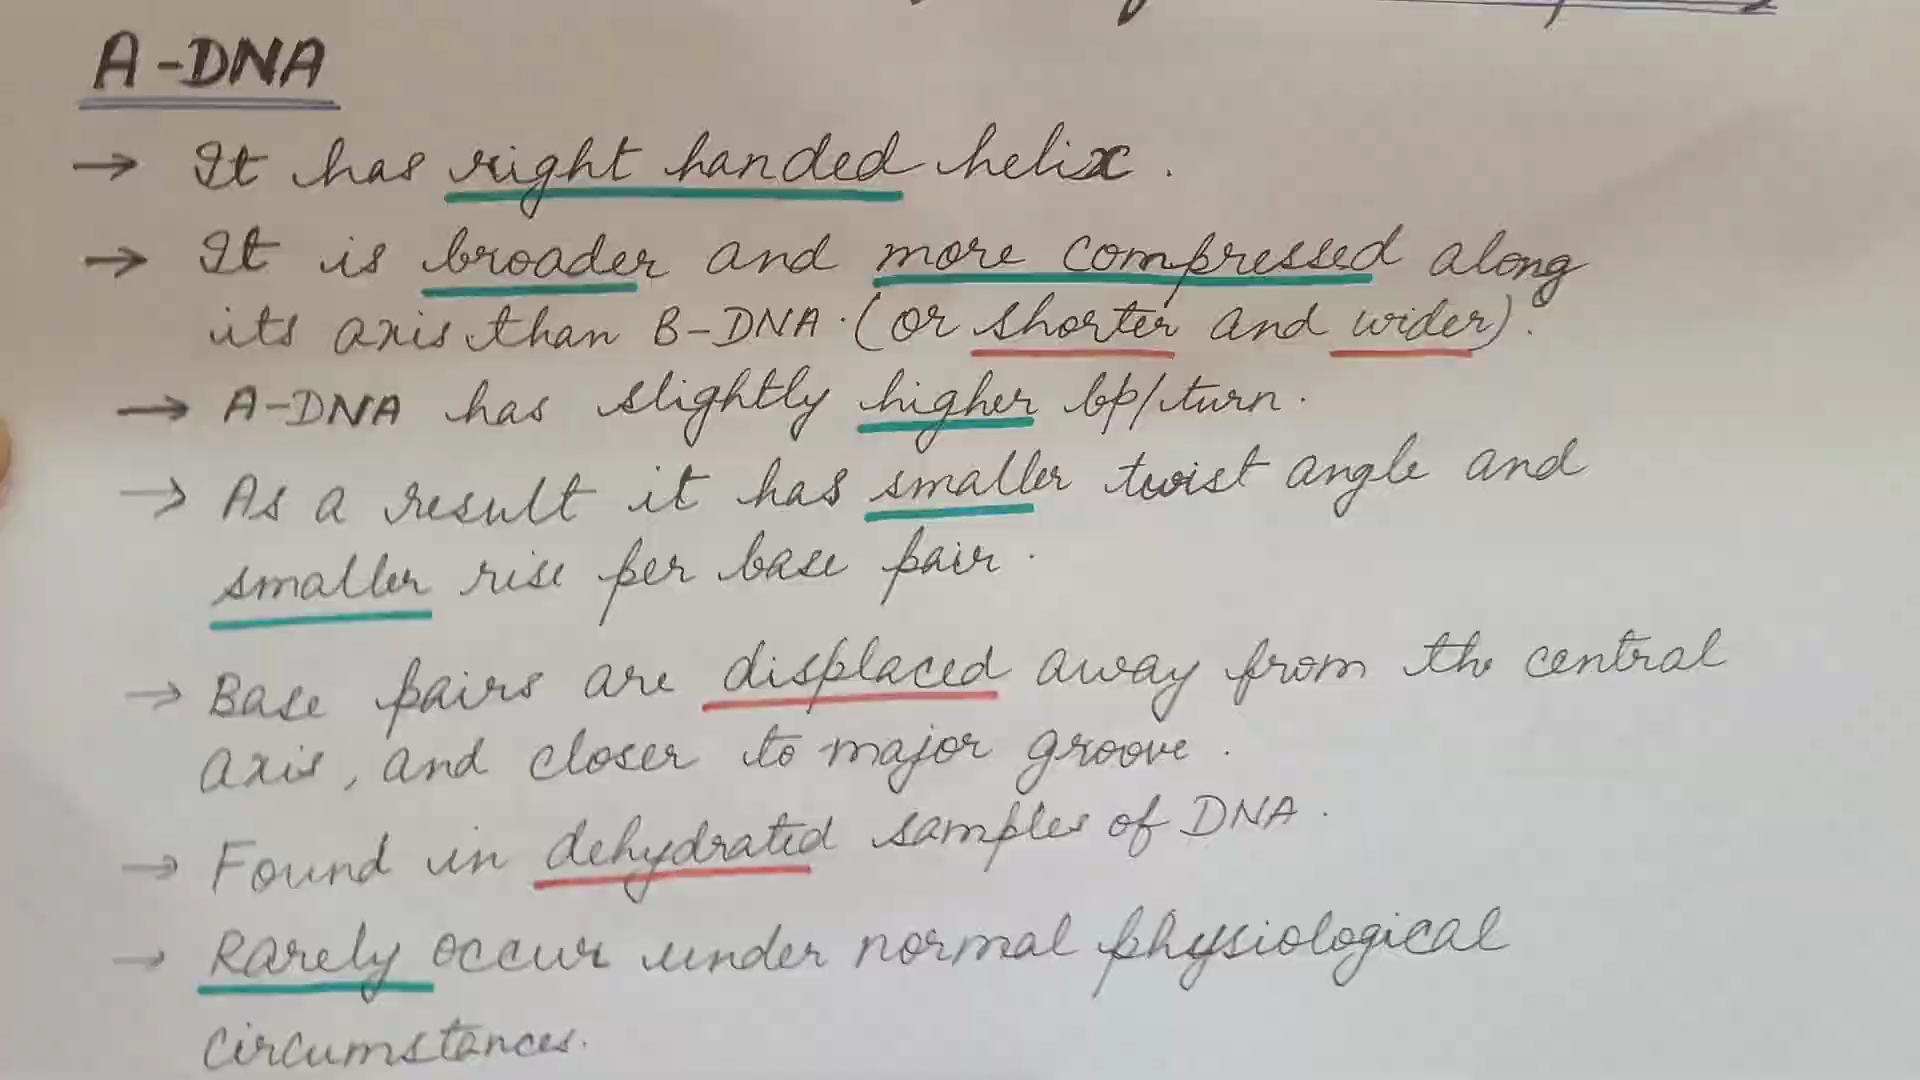 A-DNA
→ It has right handed helix.
→ It is broader and more compressed along
its axis than B-DNA. (or shorter and wider).
→ A-DNA has slightly higher bp/turn.
→ As a result it has smaller twist angle and
smaller rise per base pair.
→ Base pairs are displaced away from the central
axis, and closer to major groove.
→ Found in dehydrated samples of DNA.
→ Rarely occur under normal physiological
circumstances.